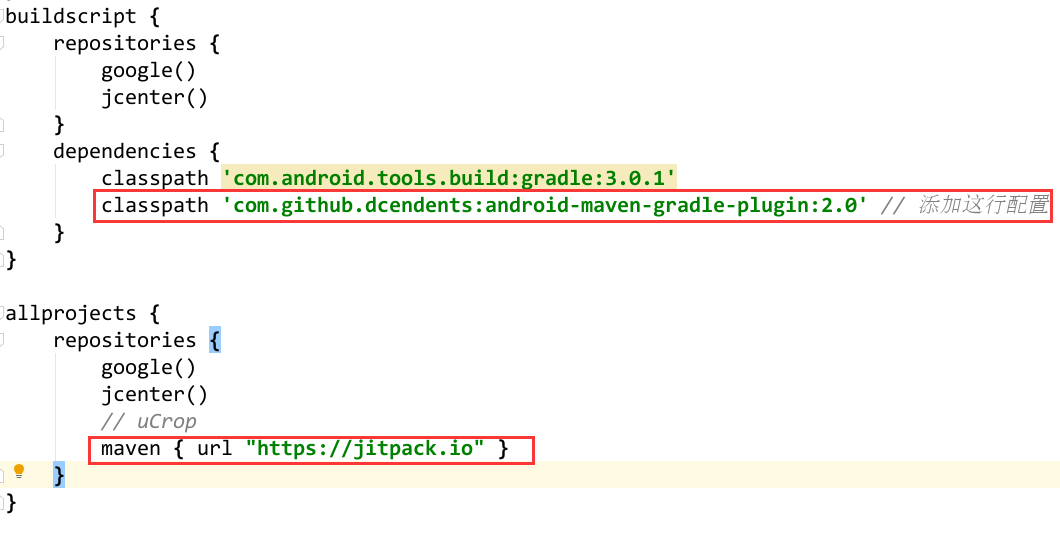 buildscript {
    repositories {
        google()
        jcenter()
    }
    dependencies {
        classpath 'com.android.tools.build:gradle:3.0.1'
        classpath 'com.github.dcendents:android-maven-gradle-plugin:2.0' // 添加这行配置
    }
}

allprojects {
    repositories {
        google()
        jcenter()
        // uCrop
        maven { url "https://jitpack.io" }
    }
}